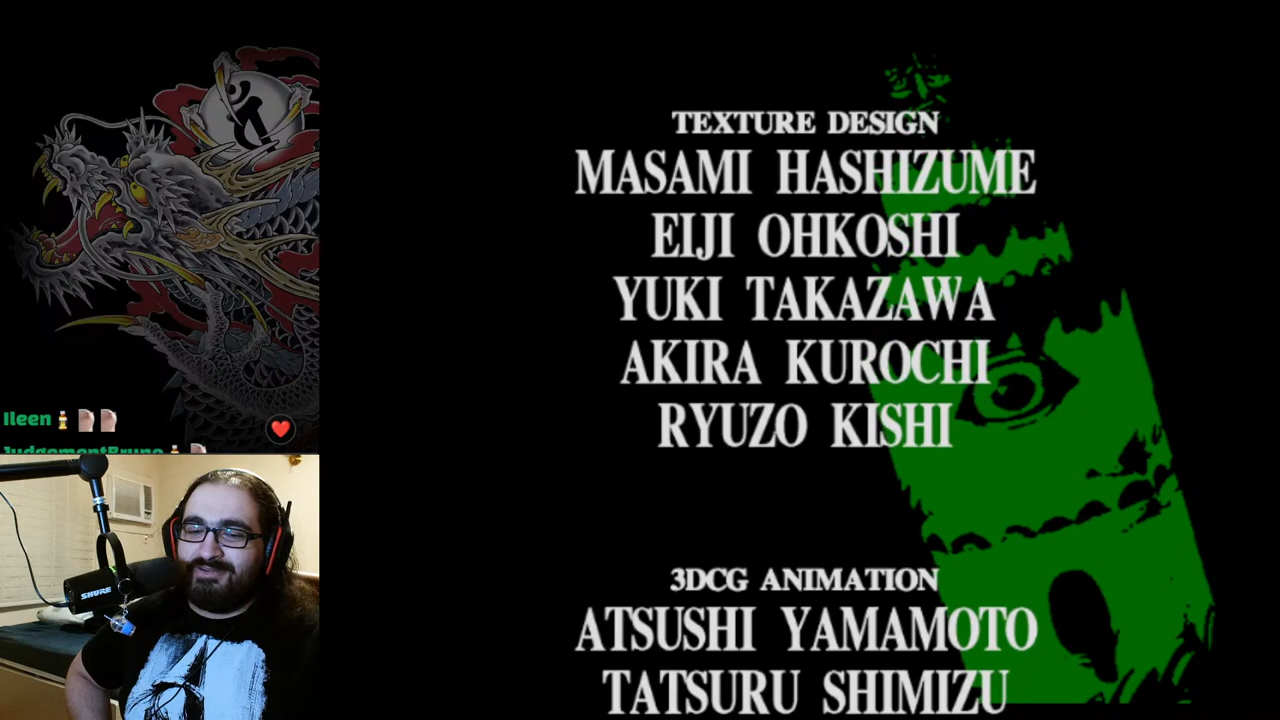 TEXTURE DESIGN
MASAMI HASHIZUME
EIJI OHKOSHI
YUKI TAKAZAWA
AKIRA KUROCHI
RYUZO KISHI
3DCG ANIMATION
ATSUSHI YAMAMOTO
TATSURU SHIMIZU
Ileen
JudgementBruno
SHURE